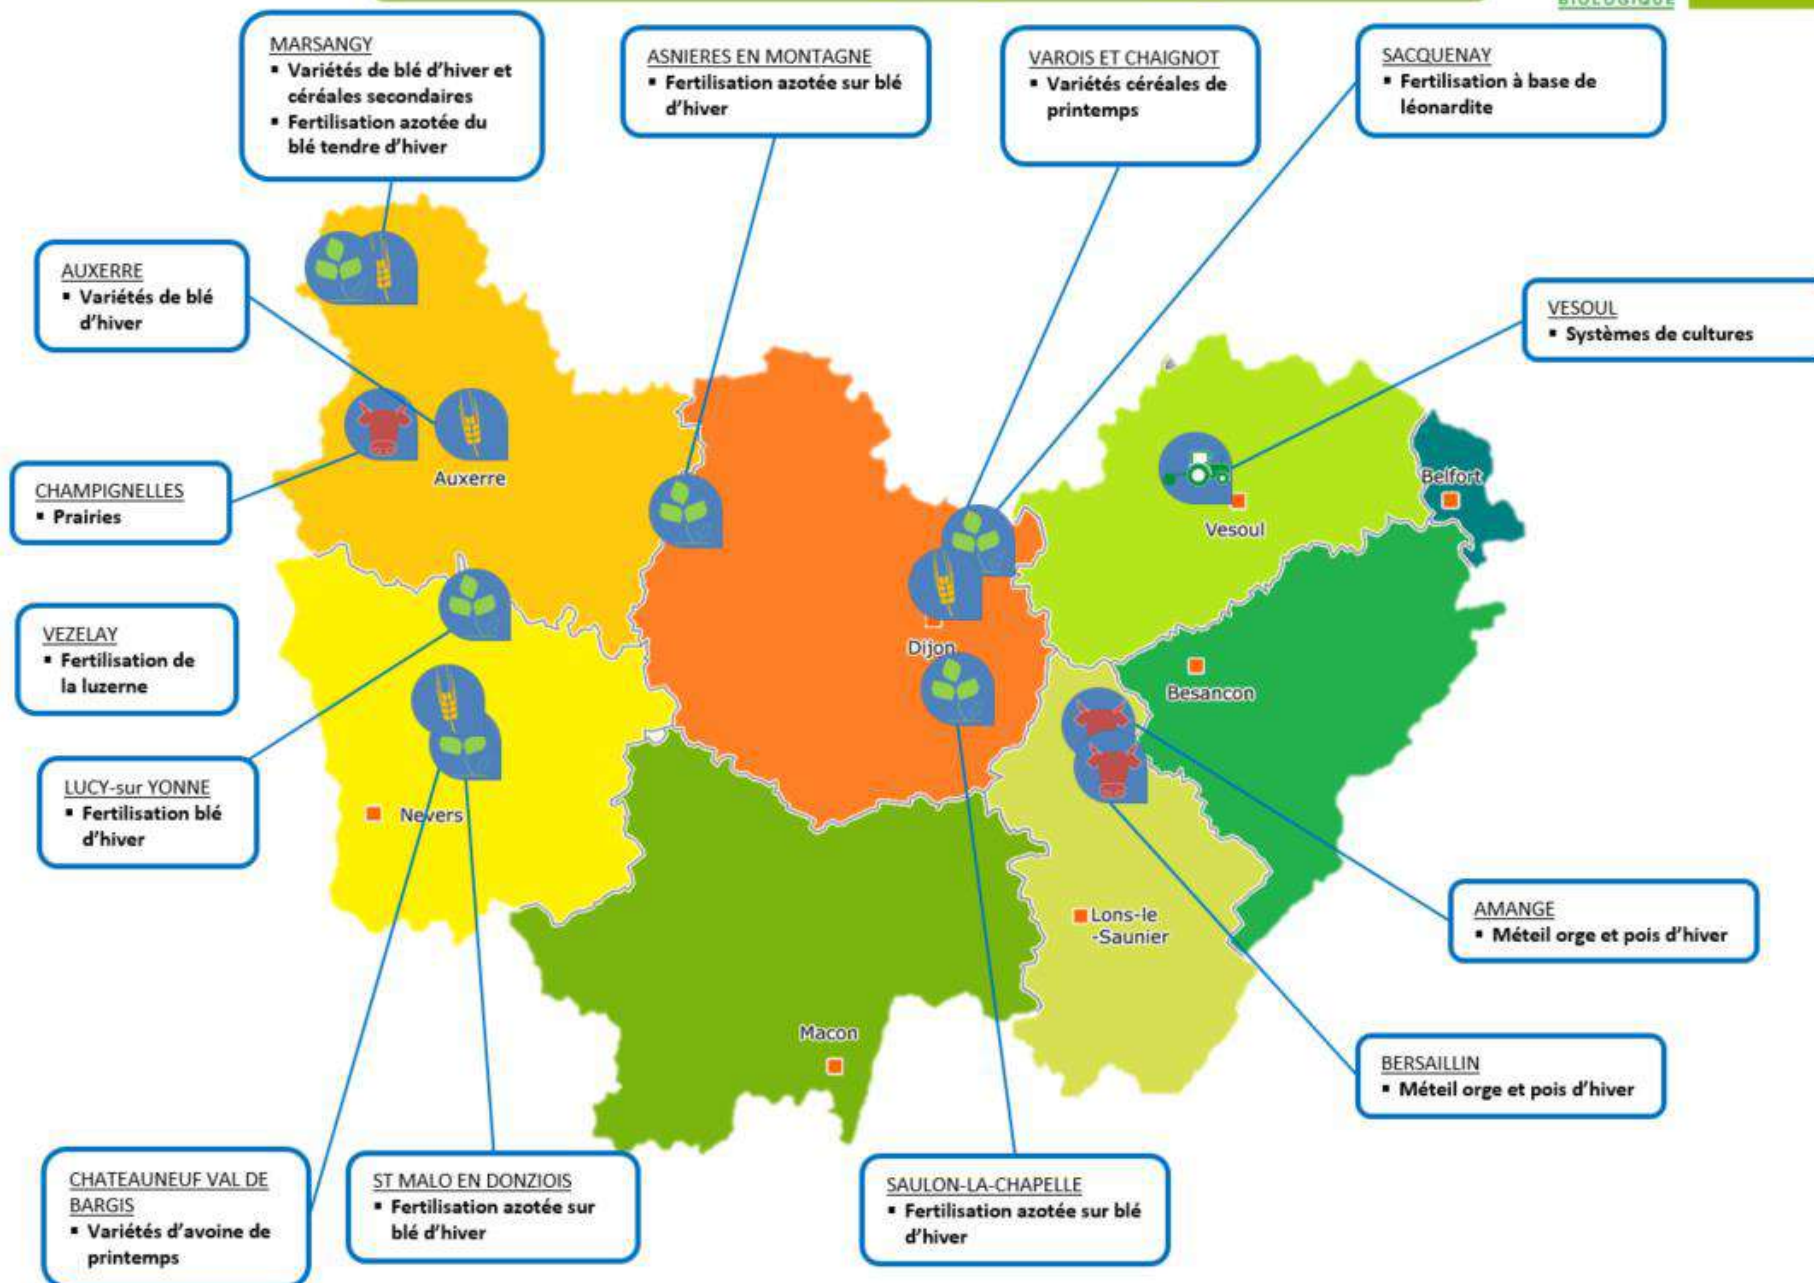 BIOLOGIQUE
MARSANGY
▪ Variétés de blé d'hiver et
céréales secondaires
▪ Fertilisation azotée du
blé tendre d'hiver
ASNIERES EN MONTAGNE
▪ Fertilisation azotée sur blé
d'hiver
VAROIS ET CHAIGNOT
▪ Variétés céréales de
printemps
SACQUENAY
▪ Fertilisation à base de
léonardite
AUXERRE
▪ Variétés de blé
d'hiver
VESOUL
▪ Systèmes de cultures
CHAMPIGNELLES
▪ Prairies
Auxerre
Belfort
Vesoul
VEZELAY
▪ Fertilisation de
la luzerne
Dijon
Besancon
LUCY-sur YONNE
▪ Fertilisation blé
d'hiver
Nevers
Lons-le
-Saunier
AMANGE
▪ Méteil orge et pois d'hiver
Macon
BERSAILLIN
▪ Méteil orge et pois d'hiver
CHATEAUNEUF VAL DE
BARGIS
▪ Variétés d'avoine de
printemps
ST MALO EN DONZIOIS
▪ Fertilisation azotée sur
blé d'hiver
SAULON-LA-CHAPELLE
▪ Fertilisation azotée sur blé
d'hiver